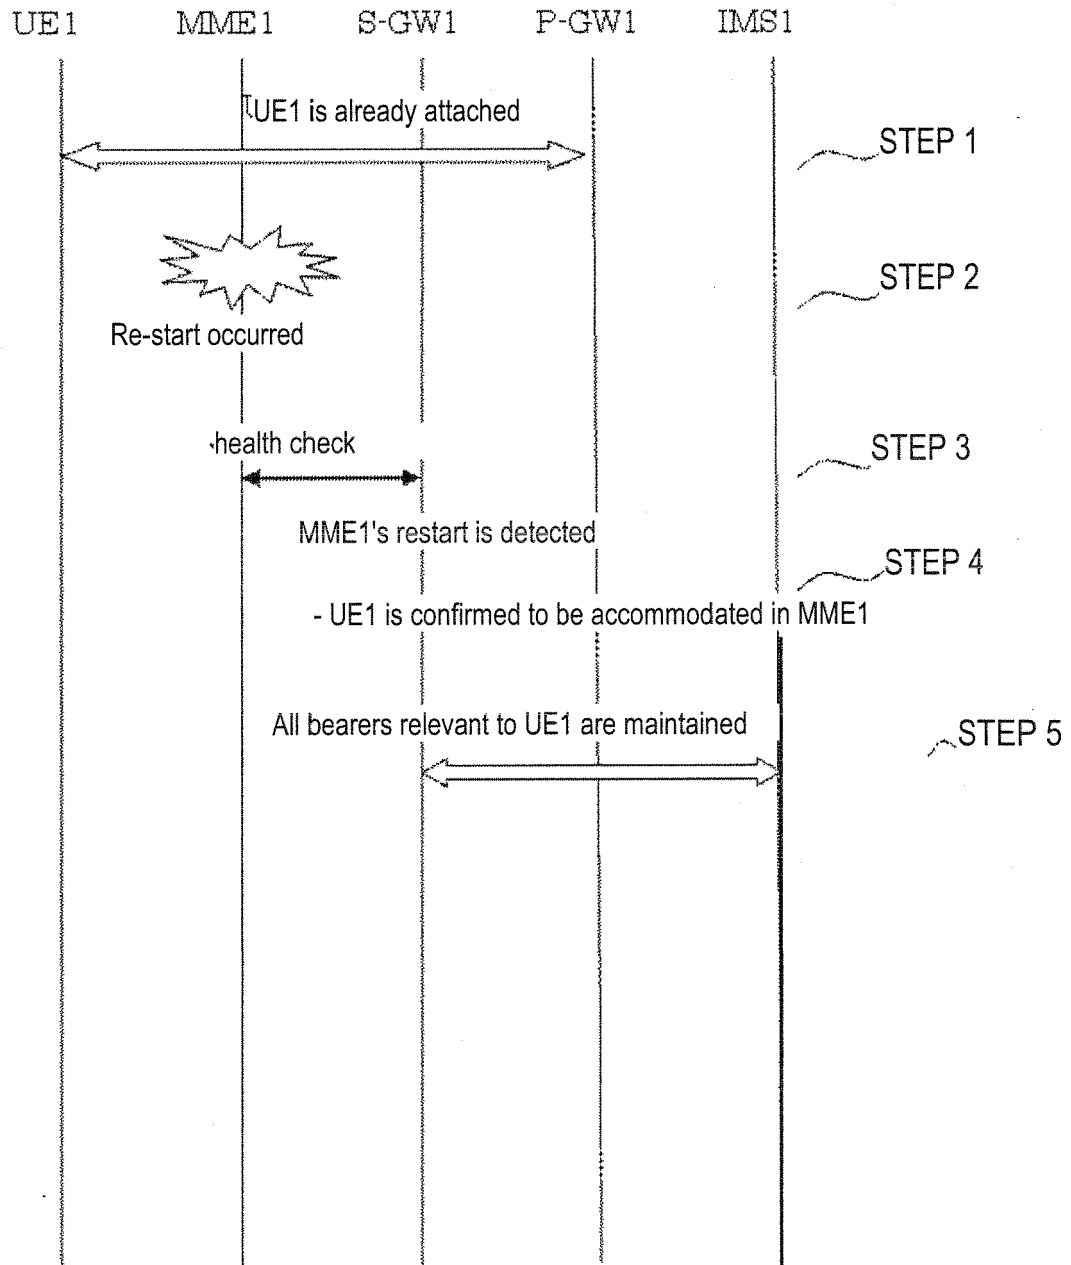 UE1 MME1 S-GW1 P-GW1 IMS1
UE1 is already attached
STEP 1
STEP 2
Re-start occurred
health check
STEP 3
MME1's restart is detected
STEP 4
- UE1 is confirmed to be accommodated in MME1
All bearers relevant to UE1 are maintained
STEP 5